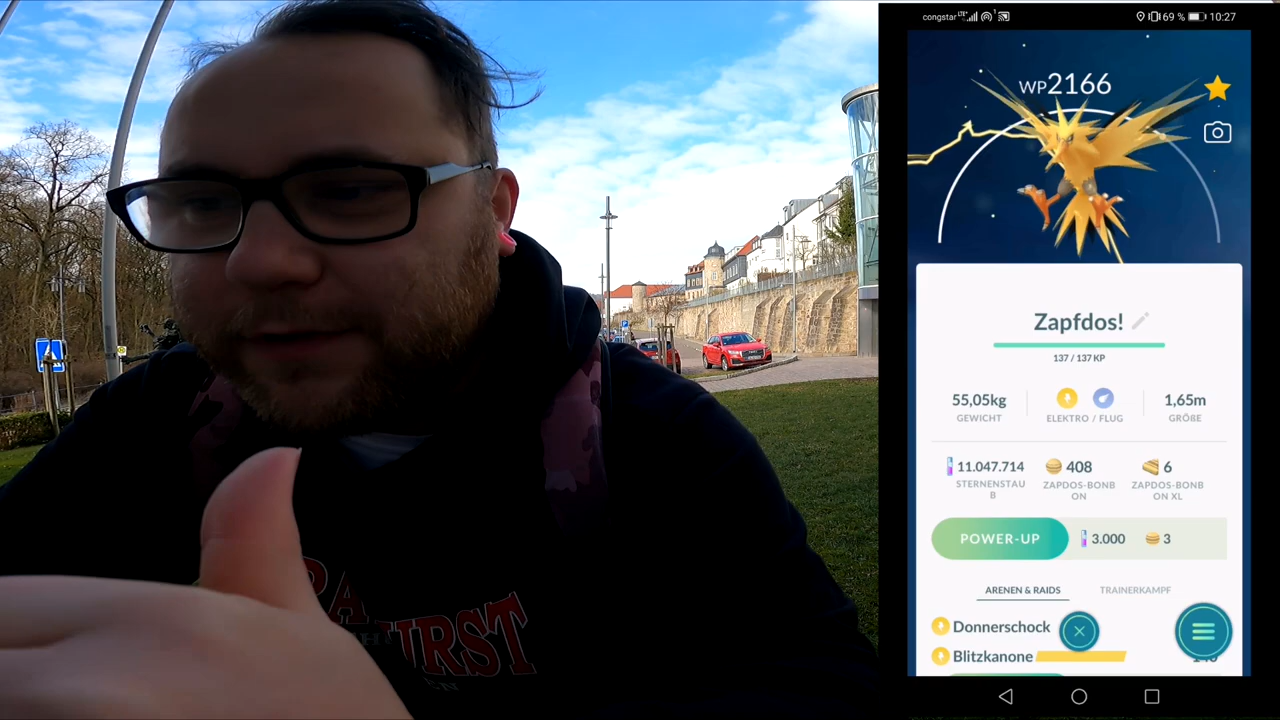 congstar LTE+ 69 % 10:27
WP2166
Zapfdos!
137 / 137 KP
55,05kg
GEWICHT
ELEKTRO / FLUG
1,65m
GRÖßE
11.047.714
STERNENSTAU
B
408
ZAPDOS-BONB
ON
6
ZAPDOS-BONB
ON XL
POWER-UP
3.000
3
ARENEN & RAIDS
TRAINERKAMPF
Donnerschock
Blitzkanone
P